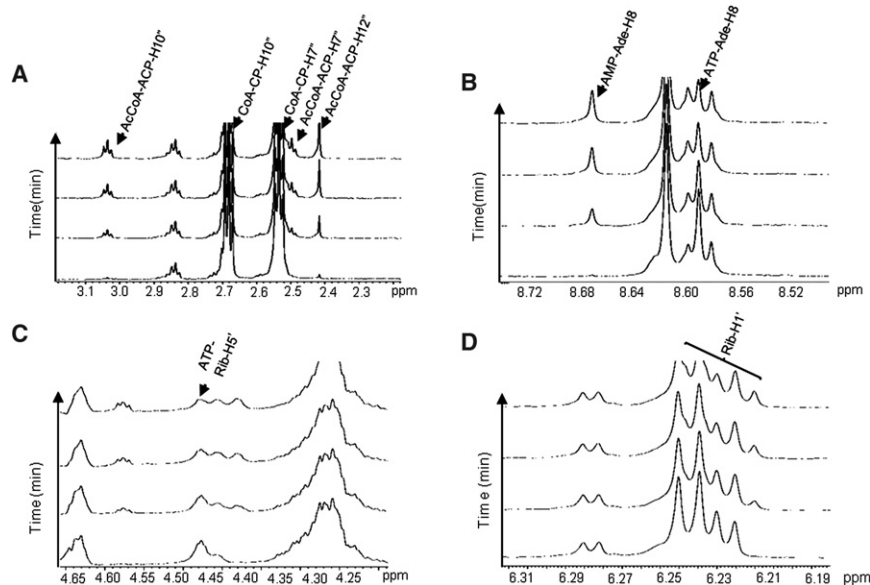 A
AcCoA-ACP-H10"
CoA-CP-H10"
CoA-CP-H7"
AcCoA-ACP-H7"
AcCoA-ACP-H12"
Time(min)
3.1 3.0 2.9 2.8 2.7 2.6 2.5 2.4 2.3 ppm
B
AMP-Ade-H8
ATP-Ade-H8
Time(min)
8.72 8.68 8.64 8.60 8.56 8.52 ppm
C
ATP-
Rib-H5'
Time (min)
4.65 4.60 4.55 4.50 4.45 4.40 4.35 4.30 4.25 ppm
D
Rib-H1'
Tim e (min)
6.31 6.29 6.27 6.25 6.23 6.21 6.19 ppm